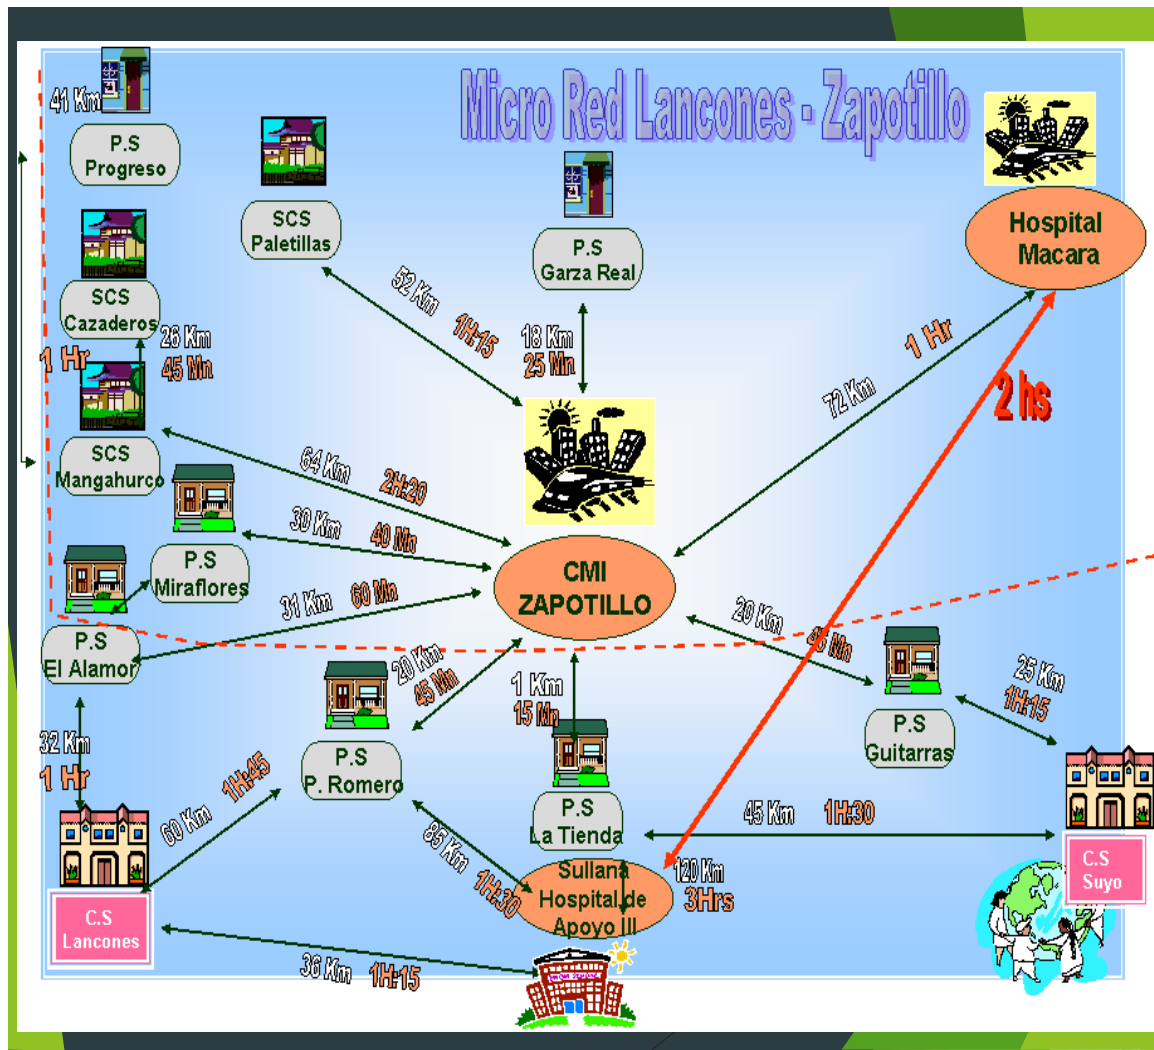 Micro Red Lancones - Zapotillo
41 Km
P.S
Progreso
SCS
Paletillas
P.S
Garza Real
Hospital
Macara
SCS
Cazaderos
26 Km
45 Mn
1 Hr
52 Km
1H:15
18 Km
25 Mn
1 Hr
72 Km
2 hs
SCS
Mangahurco
64 Km
2H:20
30 Km
40 Mn
P.S
Miraflores
CMI
ZAPOTILLO
31 Km
60 Mn
P.S
El Alamor
20 Km
45 Mn
1 Km
15 Mn
20 Km
45 Mn
P.S
Guitarras
25 Km
1H:15
32 Km
1 Hr
P.S
P. Romero
60 Km
1H:45
P.S
La Tienda
45 Km
1H:30
85 Km
1H:30
Sullana
Hospital de
Apoyo III
120 Km
3Hrs
C.S
Suyo
C.S
Lancones
36 Km
1H:15
HIGH SCHOOL